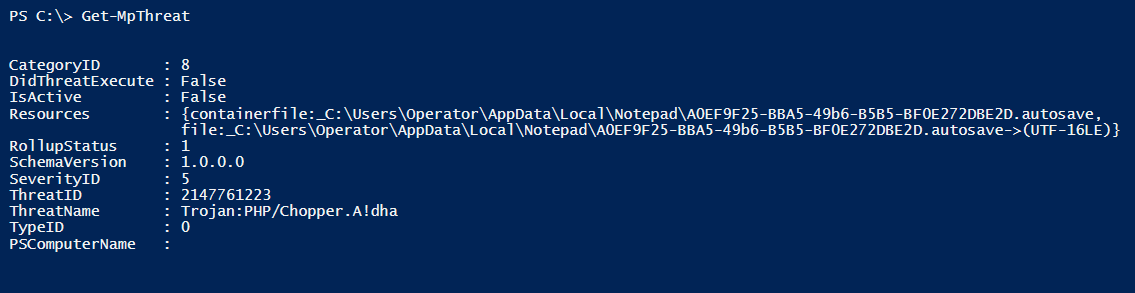 PS C:\> Get-MpThreat
CategoryID : 8
DidThreatExecute : False
IsActive : False
Resources : {containerfile:_C:\Users\Operator\AppData\Local\Notepad\A0EF9F25-BBA5-49b6-B5B5-BF0E272DBE2D.autosave,
file:_C:\Users\Operator\AppData\Local\Notepad\A0EF9F25-BBA5-49b6-B5B5-BF0E272DBE2D.autosave->(UTF-16LE)}
RollupStatus : 1
SchemaVersion : 1.0.0.0
SeverityID : 5
ThreatID : 2147761223
ThreatName : Trojan:PHP/Chopper.A!dha
TypeID : 0
PSComputerName :